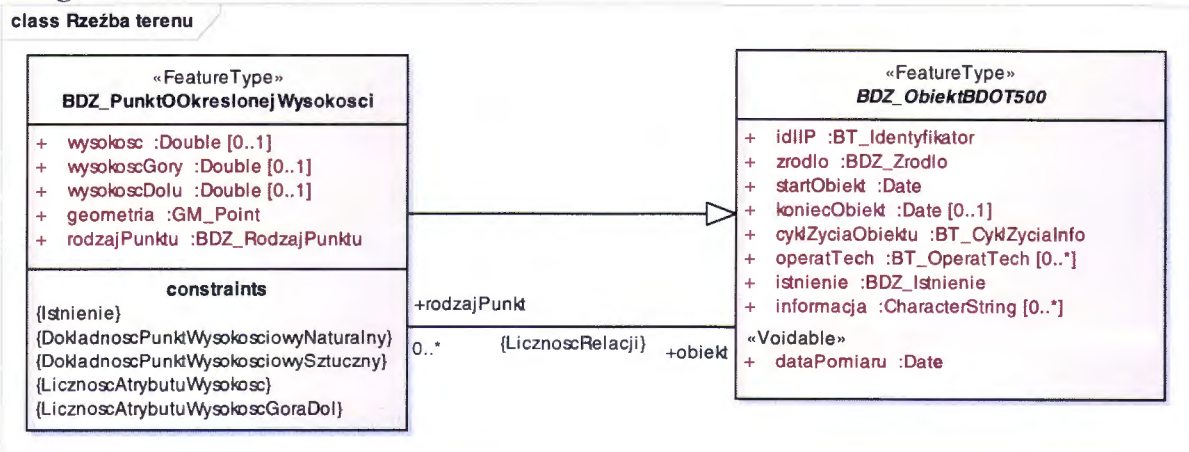 class Rzeźba terenu
«FeatureType»
BDZ_PunktOOkreslonejWysokosci
+ wysokosc :Double [0..1]
+ wysokoscGory :Double [0..1]
+ wysokoscDolu :Double [0..1]
+ geometria :GM_Point
+ rodzajPunktu :BDZ_RodzajPunktu
constraints
{Istnienie}
{DokladnoscPunktWysokosciowyNaturalny}
{DokladnoscPunktWysokosciowySztuczny}
{LicznoscAtrybutuWysokosc}
{LicznoscAtrybutuWysokoscGoraDol}
+rodzajPunkt
0..*
{LicznoscRelacji}
+obiekt
«FeatureType»
BDZ_ObiektBDOT500
+ idIIP :BT_Identyfikator
+ zrodlo :BDZ_Zrodlo
+ startObiekt :Date
+ koniecObiekt :Date [0..1]
+ cyklZyciaObiektu :BT_CyklZyciaInfo
+ operatTech :BT_OperatTech [0..*]
+ istnienie :BDZ_Istnienie
+ informacja :CharacterString [0..*]
«Voidable»
+ dataPomiaru :Date